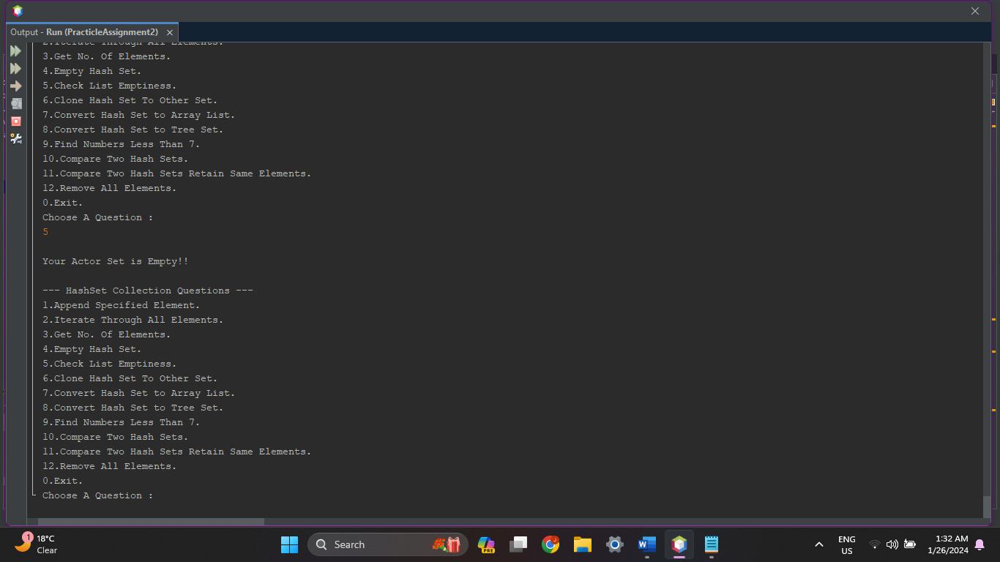 Output - Run (PracticleAssignment2)
2.Iterate Through All Elements.
3.Get No. Of Elements.
4.Empty Hash Set.
5.Check List Emptiness.
6.Clone Hash Set To Other Set.
7.Convert Hash Set to Array List.
8.Convert Hash Set to Tree Set.
9.Find Numbers Less Than 7.
10.Compare Two Hash Sets.
11.Compare Two Hash Sets Retain Same Elements.
12.Remove All Elements.
0.Exit.
Choose A Question :
5
Your Actor Set is Empty!!
--- HashSet Collection Questions ---
1.Append Specified Element.
2.Iterate Through All Elements.
3.Get No. Of Elements.
4.Empty Hash Set.
5.Check List Emptiness.
6.Clone Hash Set To Other Set.
7.Convert Hash Set to Array List.
8.Convert Hash Set to Tree Set.
9.Find Numbers Less Than 7.
10.Compare Two Hash Sets.
11.Compare Two Hash Sets Retain Same Elements.
12.Remove All Elements.
0.Exit.
Choose A Question :
1
18°C
Clear
Search
PRE
W
ENG
US
1:32 AM
1/26/2024